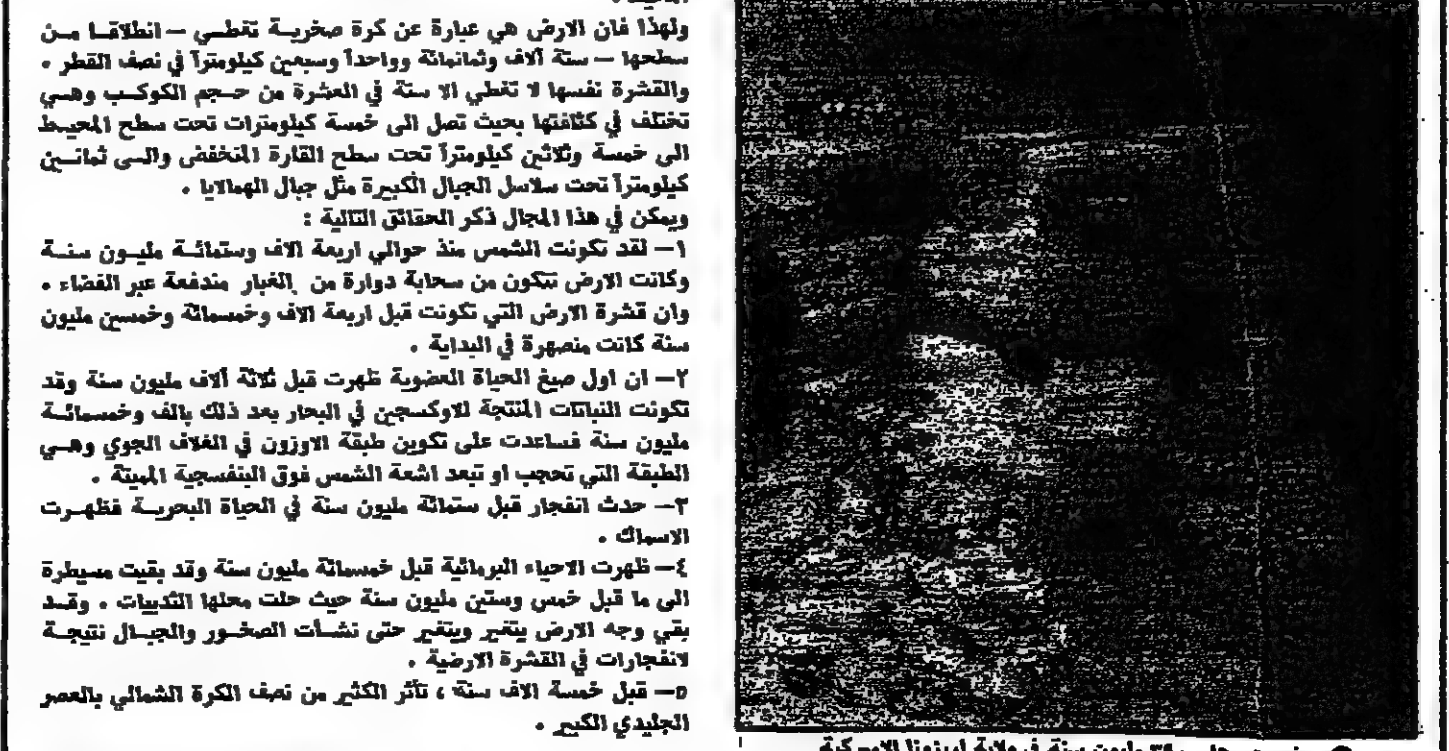 ولهذا فان الارض هي عبارة عن كرة صخرية تغطي — انطلاقا من
سطحها — ستة آلاف وثمانمائة وواحداً وسبعين كيلومتراً في نصف القطر .
والقشرة نفسها لا تغطي الا ستة في العشرة من حجم الكوكب وهي
تختلف في كثافتها بحيث تصل الى خمسة كيلومترات تحت سطح المحيط
الى خمسة وثلاثين كيلومتراً تحت سطح القارة المنخفض والى ثمانين
كيلومتراً تحت سلاسل الجبال الكبيرة مثل جبال الهمالايا .
ويمكن في هذا المجال ذكر الحقائق التالية :
١— لقد تكونت الشمس منذ حوالي اربعة الاف وستمائة مليون سنة
وكانت الارض تتكون من سحابة دوارة من الغبار مندفعة عبر الفضاء .
وان قشرة الارض التي تكونت قبل اربعة الاف وخمسمائة وخمسين مليون
سنة كانت منصهرة في البداية .
٢— ان اول صيغ الحياة العضوية ظهرت قبل ثلاثة آلاف مليون سنة وقد
تكونت النباتات المنتجة للاوكسجين في البحار بعد ذلك بالف وخمسمائة
مليون سنة فساعدت على تكوين طبقة الاوزون في الغلاف الجوي وهي
الطبقة التي تحجب او تبعد اشعة الشمس فوق البنفسجية المميتة .
٣— حدث انفجار قبل ستمائة مليون سنة في الحياة البحرية فظهرت
الاسماك .
٤— ظهرت الاحياء البرمائية قبل خمسمائة مليون سنة وقد بقيت مسيطرة
الى ما قبل خمس وستين مليون سنة حيث حلت محلها الثدييات . وقد
بقي وجه الارض يتغير ويتغير حتى نشأت الصخور والجبال نتيجة
لانفجارات في القشرة الارضية .
٥— قبل خمسة الاف سنة ، تأثر الكثير من نصف الكرة الشمالي بالعصر
الجليدي الكبير .
مليون سنة في ولاية اريزونا الاميركية